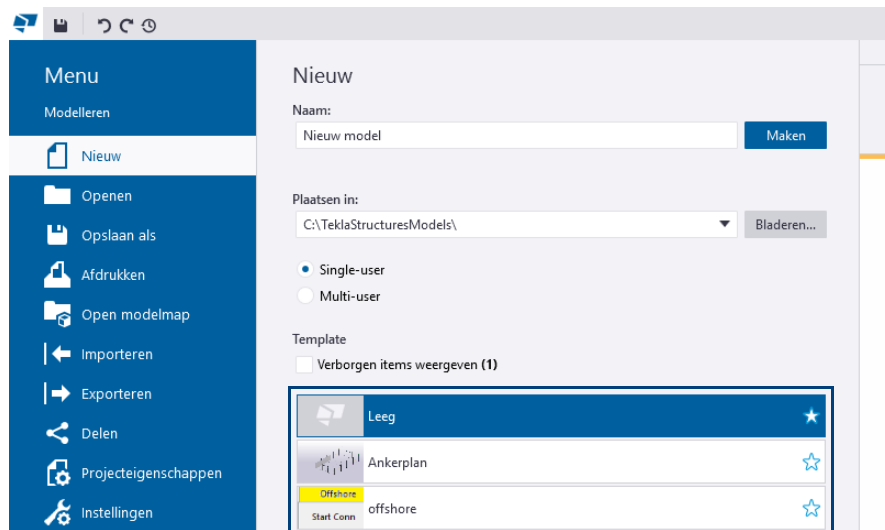 Menu
Modelleren
Nieuw
Openen
Opslaan als
Afdrukken
Open modelmap
Importeren
Exporteren
Delen
Projecteigenschappen
Instellingen
Nieuw
Naam:
Nieuw model
Maken
Plaatsen in:
C:\TeklaStructuresModels\
Bladeren...
Single-user
Multi-user
Template
Verborgen items weergeven (1)
Leeg
Ankerplan
Offshore
Start Conn
offshore